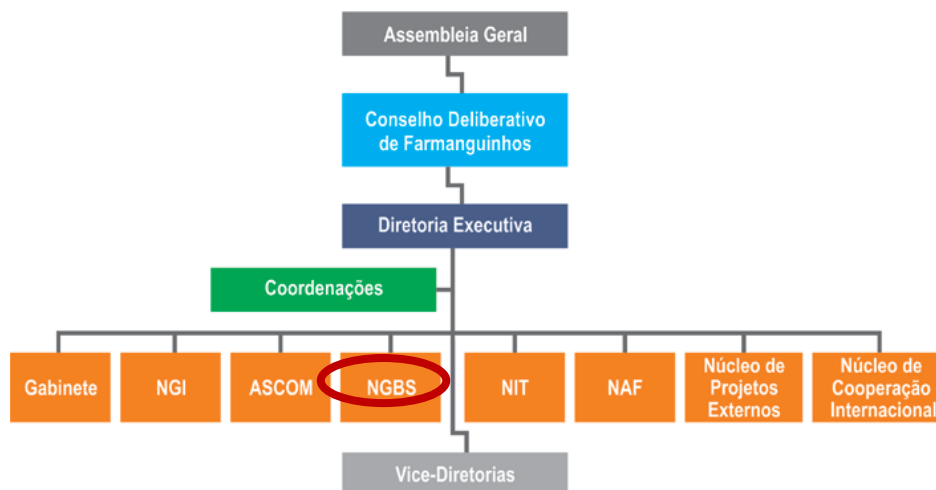 Assembleia Geral
Conselho Deliberativo
de Farmanguinhos
Diretoria Executiva
Coordenações
Gabinete
NGI
ASCOM
NGBS
NIT
NAF
Núcleo de
Projetos
Externos
Núcleo de
Cooperação
Internacional
Vice-Diretorias